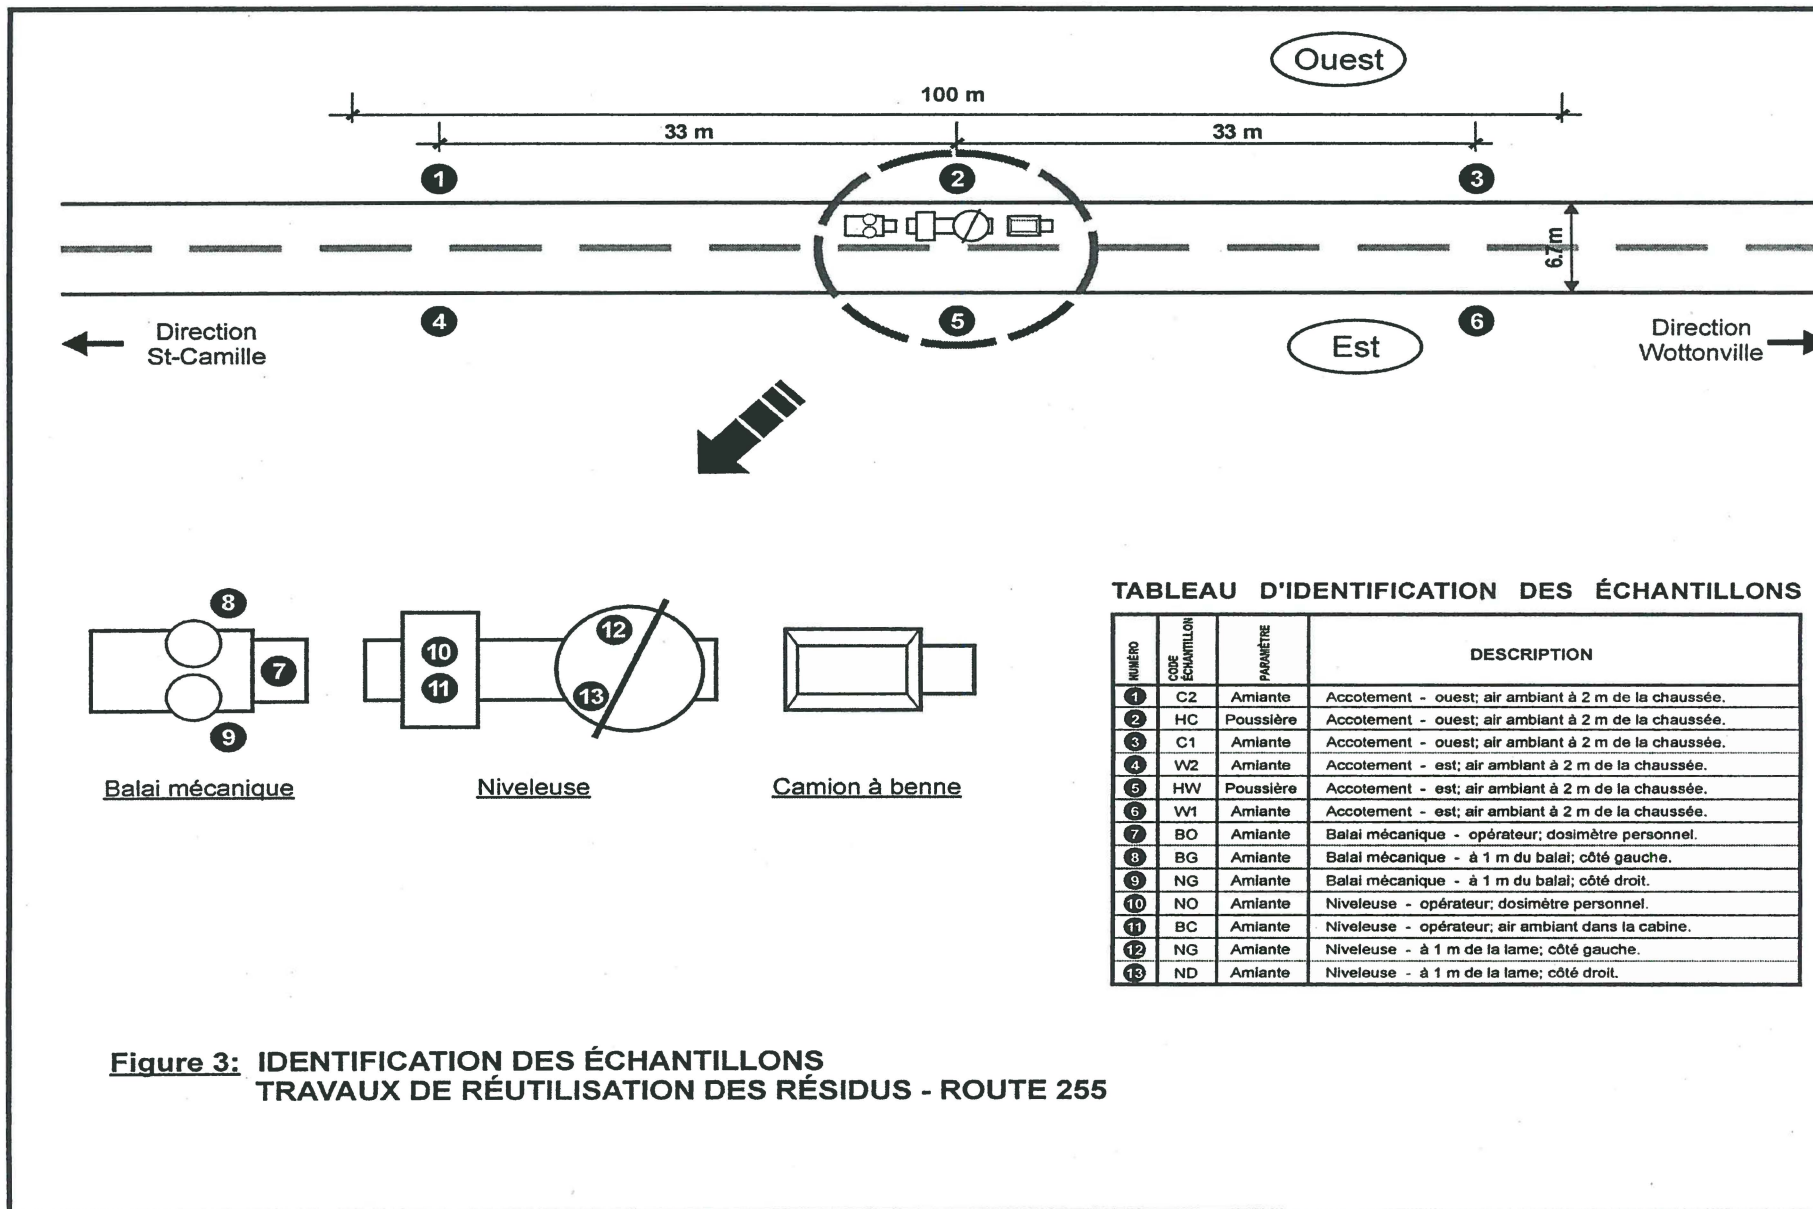 Ouest
100 m
33 m
33 m
1
2
3
6.7m
4
5
6
Direction
St-Camille
Est
Direction
Wottonville
8
7
9
10
11
12
13
Balai mécanique
Niveleuse
Camion à benne
TABLEAU D'IDENTIFICATION DES ÉCHANTILLONS
NUMÉRO CODE ÉCHANTILLON PARAMÈTRE DESCRIPTION
1 C2 Amiante Accotement - ouest; air ambiant à 2 m de la chaussée.
2 HC Poussière Accotement - ouest; air ambiant à 2 m de la chaussée.
3 C1 Amiante Accotement - ouest; air ambiant à 2 m de la chaussée.
4 W2 Amiante Accotement - est; air ambiant à 2 m de la chaussée.
5 HW Poussière Accotement - est; air ambiant à 2 m de la chaussée.
6 W1 Amiante Accotement - est; air ambiant à 2 m de la chaussée.
7 BO Amiante Balai mécanique - opérateur; dosimètre personnel.
8 BG Amiante Balai mécanique - à 1 m du balai; côté gauche.
9 NG Amiante Balai mécanique - à 1 m du balai; côté droit.
10 NO Amiante Niveleuse - opérateur; dosimètre personnel.
11 BC Amiante Niveleuse - opérateur; air ambiant dans la cabine.
12 NG Amiante Niveleuse - à 1 m de la lame; côté gauche.
13 ND Amiante Niveleuse - à 1 m de la lame; côté droit.
Figure 3: IDENTIFICATION DES ÉCHANTILLONS
TRAVAUX DE RÉUTILISATION DES RÉSIDUS - ROUTE 255